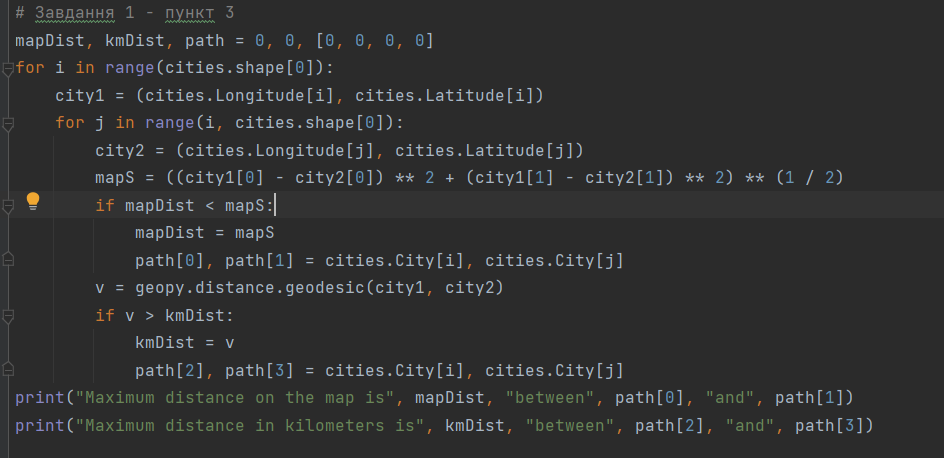 # Завдання 1 - пункт 3
mapDist, kmDist, path = 0, 0, [0, 0, 0, 0]
for i in range(cities.shape[0]):
    city1 = (cities.Longitude[i], cities.Latitude[i])
    for j in range(i, cities.shape[0]):
        city2 = (cities.Longitude[j], cities.Latitude[j])
        mapS = ((city1[0] - city2[0]) ** 2 + (city1[1] - city2[1]) ** 2) ** (1 / 2)
        if mapDist < mapS:
            mapDist = mapS
            path[0], path[1] = cities.City[i], cities.City[j]
        v = geopy.distance.geodesic(city1, city2)
        if v > kmDist:
            kmDist = v
            path[2], path[3] = cities.City[i], cities.City[j]
print("Maximum distance on the map is", mapDist, "between", path[0], "and", path[1])
print("Maximum distance in kilometers is", kmDist, "between", path[2], "and", path[3])